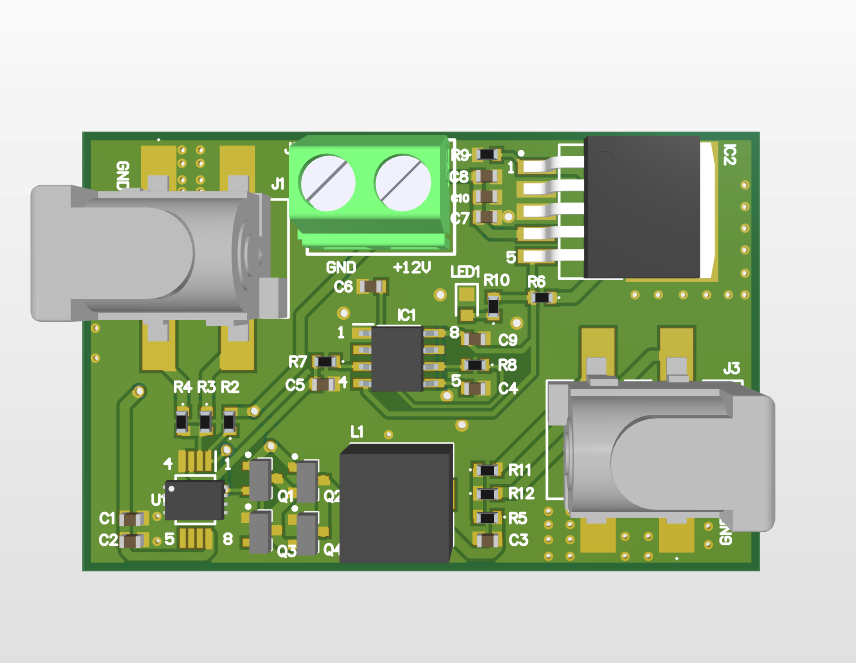 GND
J1
J
R9
C8
C10
C7
1
5
IC2
GND
+12V
C6
LED1
R10
R6
IC1
1
8
C9
R7
R8
C5
4
5
C4
J3
R4
R3
R2
L1
4
1
U1
Q1
Q2
R11
R12
R5
C3
C1
C2
5
8
Q3
Q4
GND